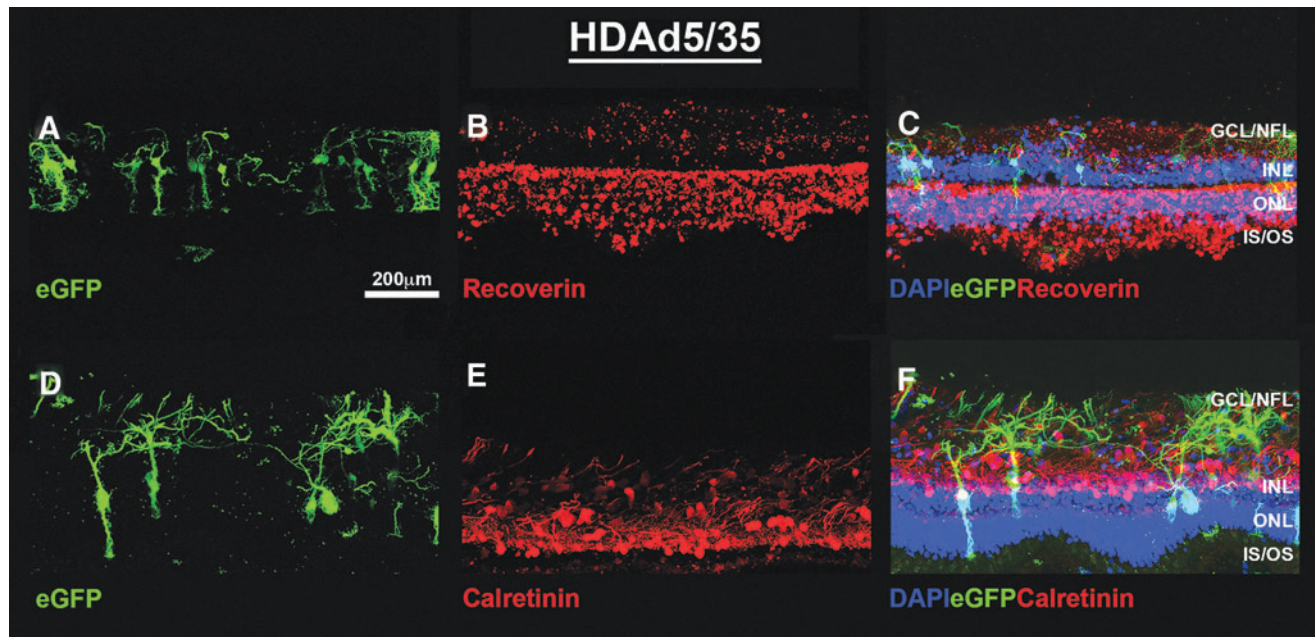 HDAd5/35
A
B
C
GCL/NFL
INL
ONL
IS/OS
eGFP
200μm
Recoverin
DAPIeGFPRecoverin
D
E
F
GCL/NFL
INL
ONL
IS/OS
eGFP
Calretinin
DAPIeGFPCalretinin